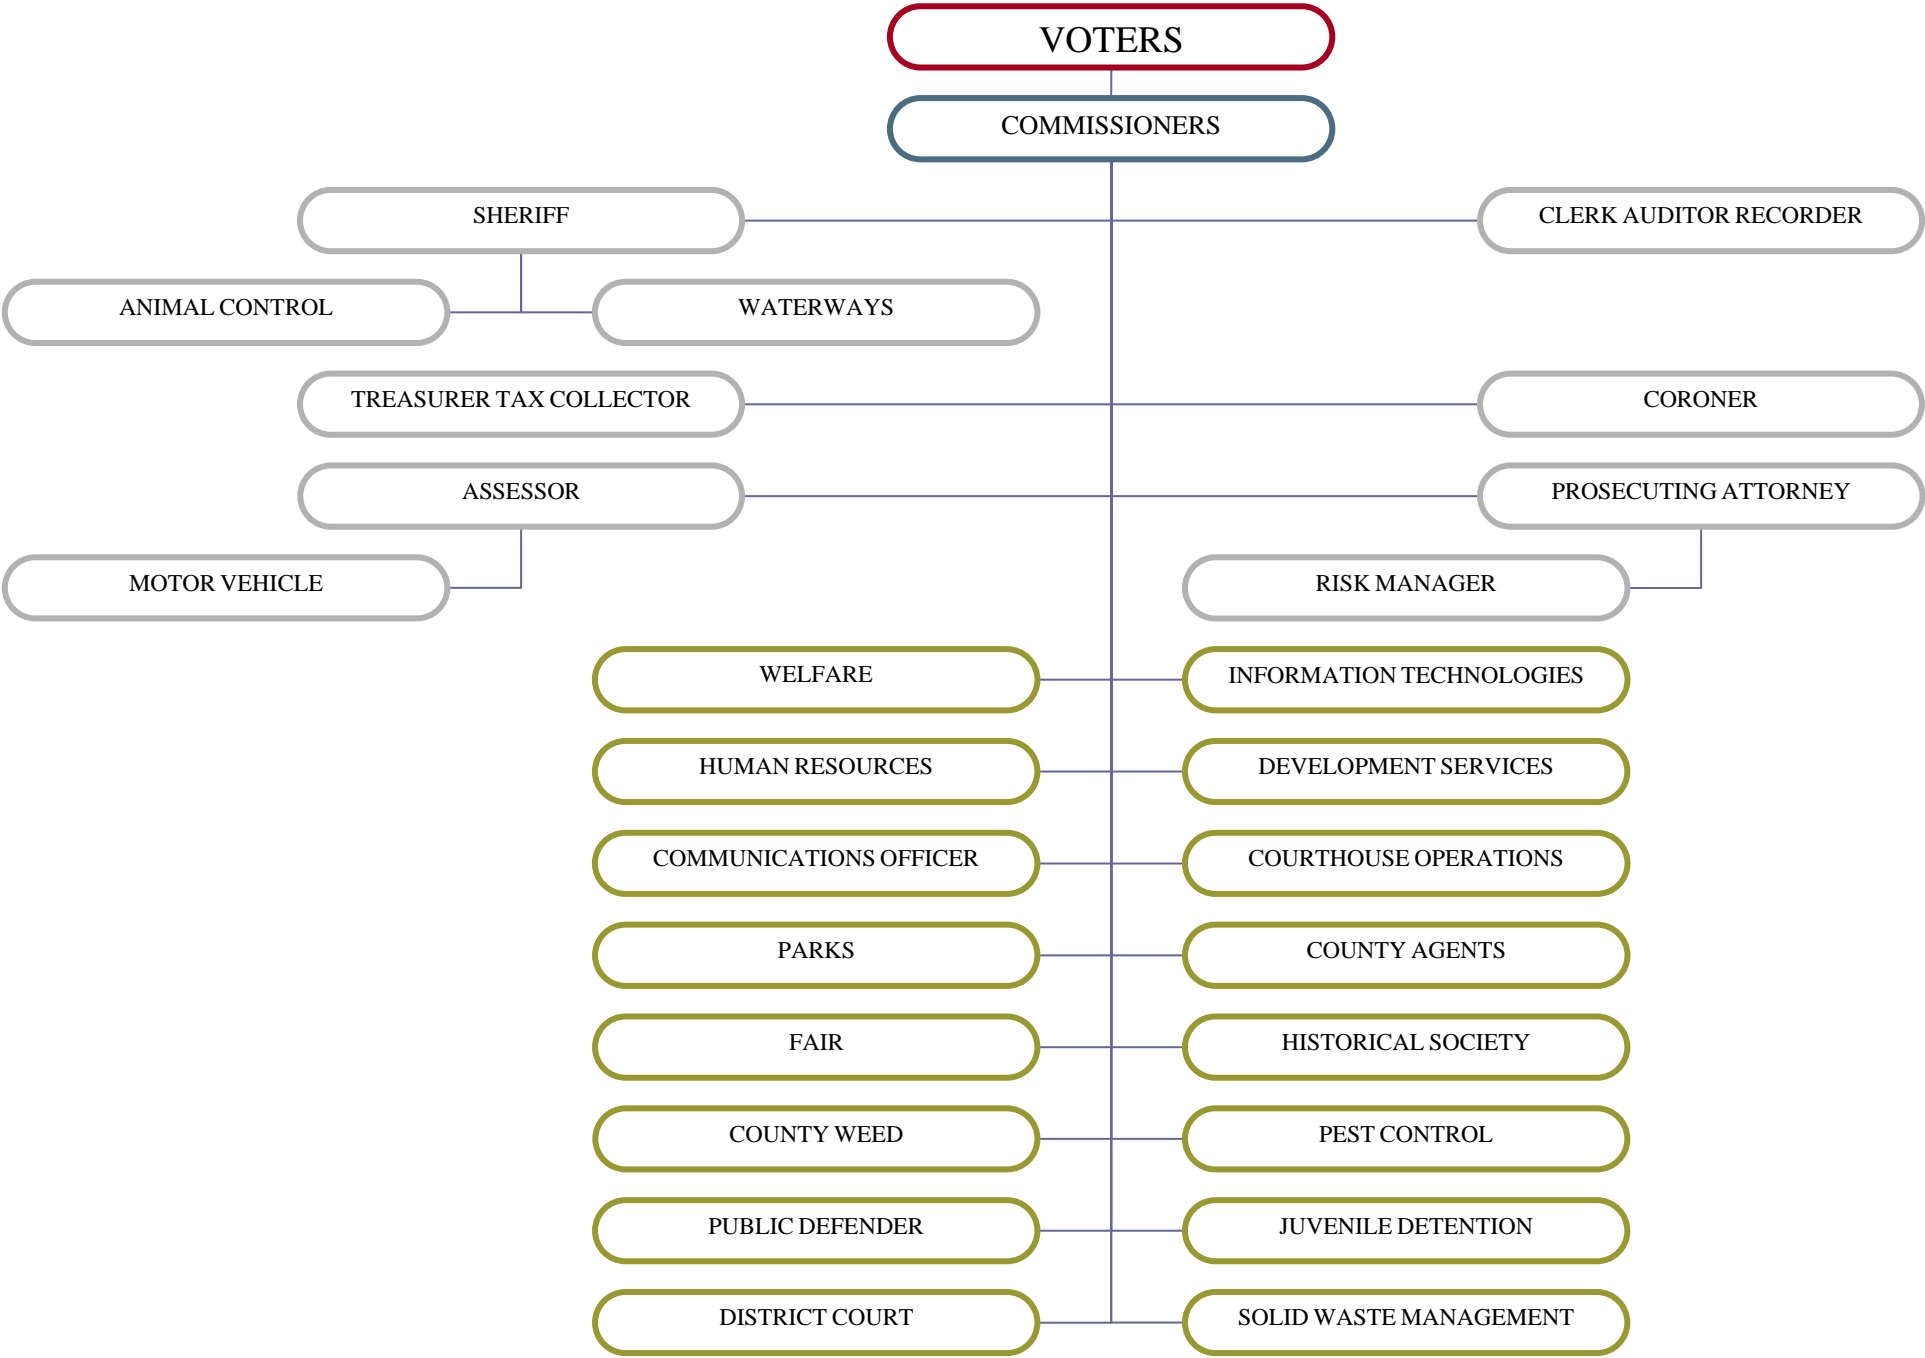 VOTERS
COMMISSIONERS
SHERIFF
CLERK AUDITOR RECORDER
ANIMAL CONTROL
WATERWAYS
TREASURER TAX COLLECTOR
CORONER
ASSESSOR
PROSECUTING ATTORNEY
MOTOR VEHICLE
RISK MANAGER
WELFARE
INFORMATION TECHNOLOGIES
HUMAN RESOURCES
DEVELOPMENT SERVICES
COMMUNICATIONS OFFICER
COURTHOUSE OPERATIONS
PARKS
COUNTY AGENTS
FAIR
HISTORICAL SOCIETY
COUNTY WEED
PEST CONTROL
PUBLIC DEFENDER
JUVENILE DETENTION
DISTRICT COURT
SOLID WASTE MANAGEMENT